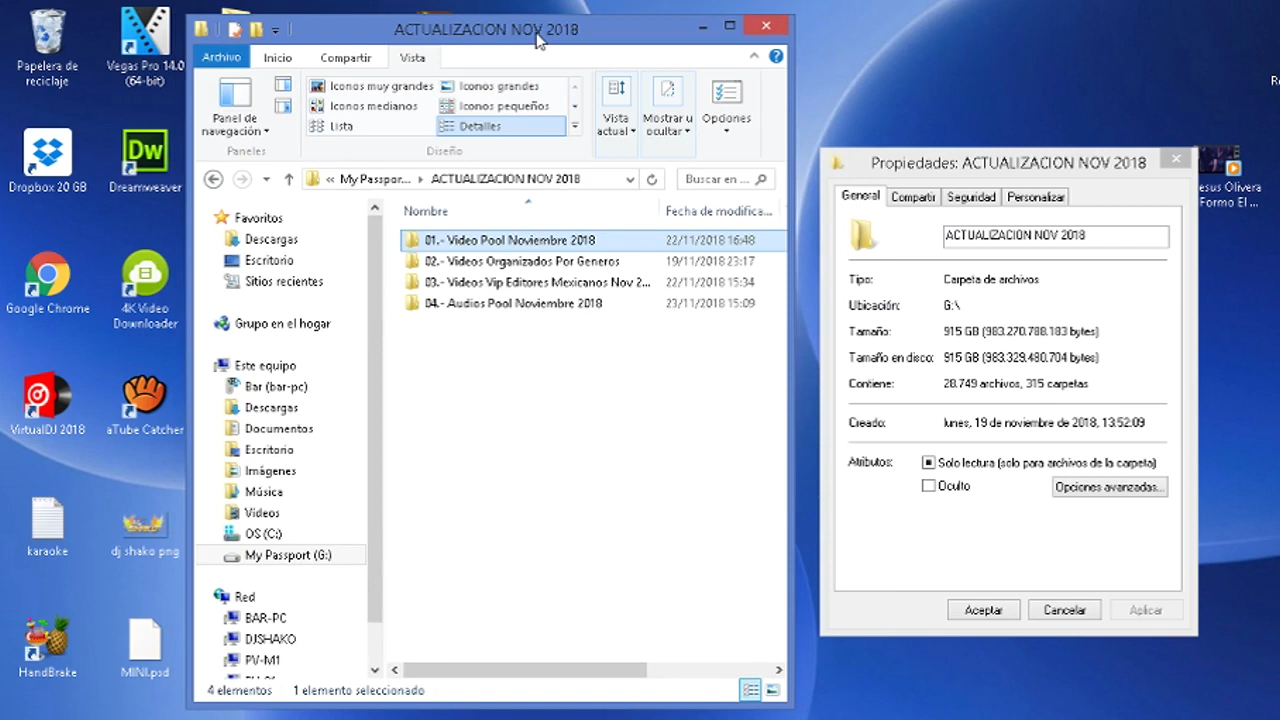 Papelera de
reciclaje
Vegas Pro 14.0
(64-bit)
Dropbox 20 GB
Dreamweaver
Google Chrome
4K Video
Downloader
VirtualDJ 2018
aTube Catcher
karaoke
dj shako png
HandBrake
MINI.psd
ACTUALIZACION NOV 2018
Archivo
Inicio
Compartir
Vista
Panel de
navegación
Iconos muy grandes
Iconos grandes
Iconos medianos
Iconos pequeños
Lista
Detalles
Vista
actual
Mostrar u
ocultar
Opciones
Paneles
Diseño
« My Passpor... ACTUALIZACION NOV 2018
Buscar en ...
Favoritos
Descargas
Escritorio
Sitios recientes
Grupo en el hogar
Este equipo
Bar (bar-pc)
Descargas
Documentos
Escritorio
Imágenes
Música
Vídeos
OS (C:)
My Passport (G:)
Red
BAR-PC
DJSHAKO
PV-M1
Nombre
Fecha de modifica...
01.- Video Pool Noviembre 2018 22/11/2018 16:48
02.- Videos Organizados Por Generos 19/11/2018 23:17
03.- Videos Vip Editores Mexicanos Nov 2... 22/11/2018 15:34
04.- Audios Pool Noviembre 2018 23/11/2018 15:09
4 elementos 1 elemento seleccionado
Propiedades: ACTUALIZACION NOV 2018
General
Compartir
Seguridad
Personalizar
ACTUALIZACION NOV 2018
Tipo: Carpeta de archivos
Ubicación: G:\
Tamaño: 915 GB (983.270.788.183 bytes)
Tamaño en disco: 915 GB (983.329.480.704 bytes)
Contiene: 28.749 archivos, 315 carpetas
Creado: lunes, 19 de noviembre de 2018, 13:52:09
Atributos: Solo lectura (solo para archivos de la carpeta)
Oculto
Opciones avanzadas...
Aceptar
Cancelar
Aplicar
esus Olivera
Formo El ...